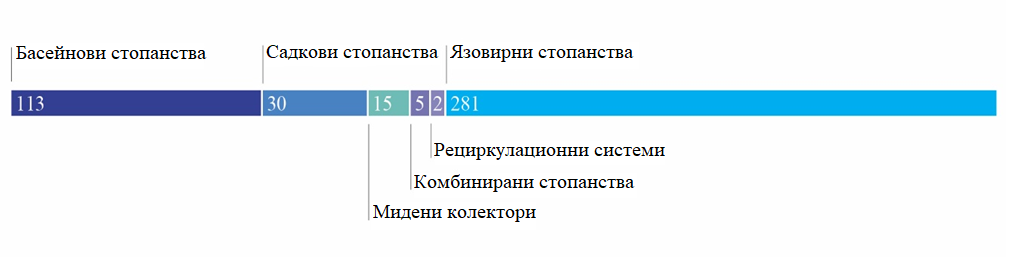 Басейнови стопанства
Садкови стопанства
Язовирни стопанства
113
30
15
5
2
281
Рециркулационни системи
Комбинирани стопанства
Мидени колектори